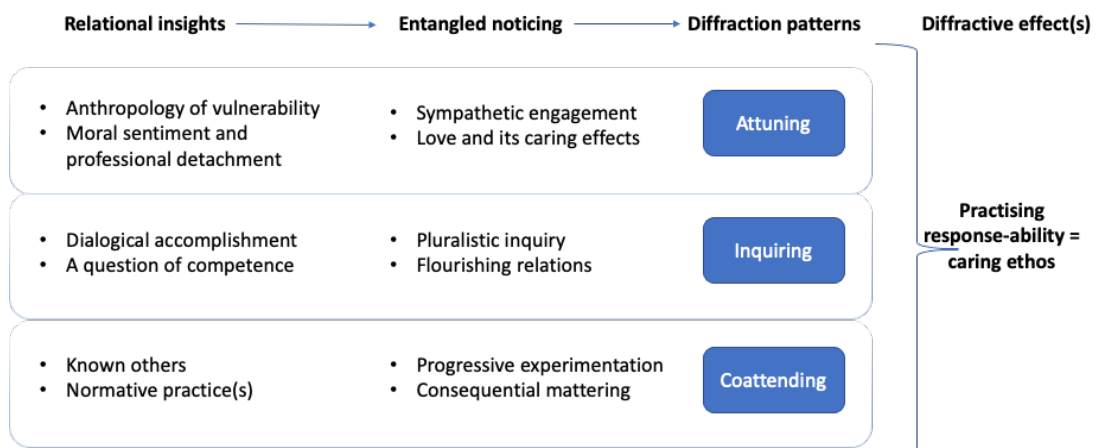 Relational insights
Entangled noticing
Diffraction patterns
Diffractive effect(s)
• Anthropology of vulnerability
• Moral sentiment and
professional detachment
• Sympathetic engagement
• Love and its caring effects
Attuning
• Dialogical accomplishment
• A question of competence
• Pluralistic inquiry
• Flourishing relations
Inquiring
• Known others
• Normative practice(s)
• Progressive experimentation
• Consequential mattering
Coattending
Practising
response-ability =
caring ethos